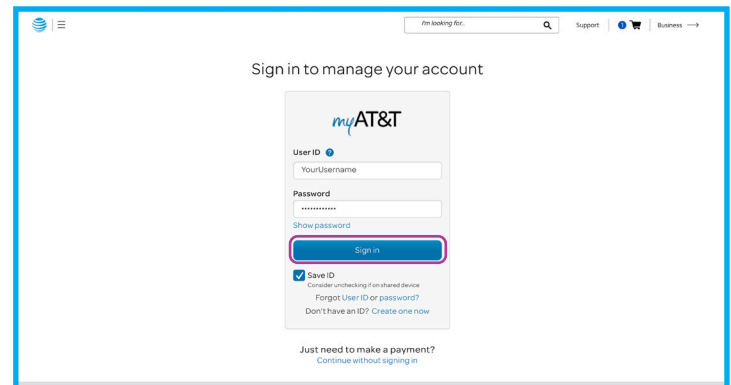 I'm looking for..
Support
1
Business →
Sign in to manage your account
myAT&T
User ID ?
YourUsername
Password
••••••••••••
Show password
Sign in
Save ID
Consider unchecking if on shared device
Forgot User ID or password?
Don't have an ID? Create one now
Just need to make a payment?
Continue without signing in